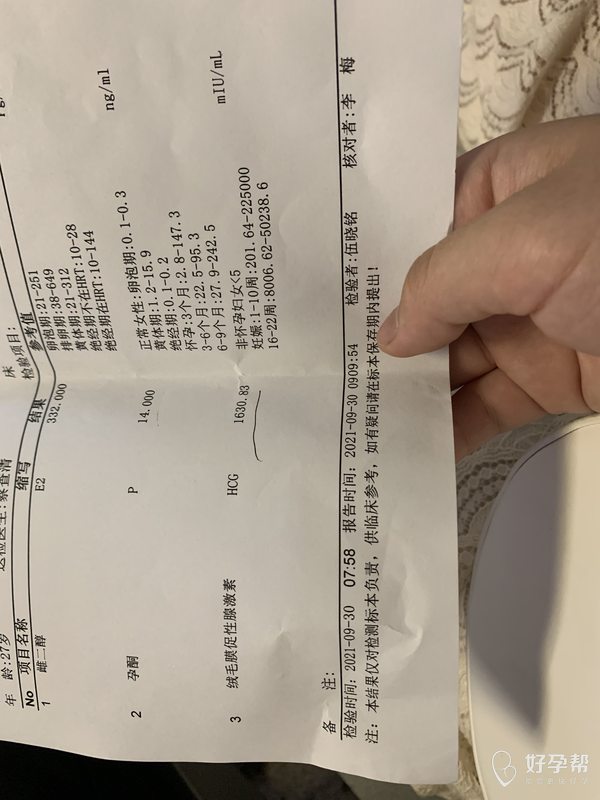 床
年 龄:27岁 送检医生:蔡查清 检验项目:
No 项目名称 缩写 结果 参考值
1 雌二醇 E2 332.000 卵泡期:21-251
排卵期:38-649
黄体期:21-312
绝经期不在HRT:10-28
绝经期在HRT:10-144
2 孕酮 P 14.000 正常女性:卵泡期:0.1-0.3 ng/ml
黄体期:1.2-15.9
绝经期:0.1-0.2
怀孕:3个月:2.8-147.3
3-6个月:22.5-95.3
6-9个月:27.9-242.5
3 绒毛膜促性腺激素 HCG 1630.83 非怀孕妇女<5 mIU/mL
妊娠:1-10周:201.64-225000
16-22周:8006.62-50238.6
备 注:
检验时间:2021-09-30 07:58 报告时间:2021-09-30 0909:54 检验者:伍晓铭 核对者:李 梅
注: 本结果仅对检测标本负责, 供临床参考, 如有疑问请在标本保存期内提出!
好孕帮